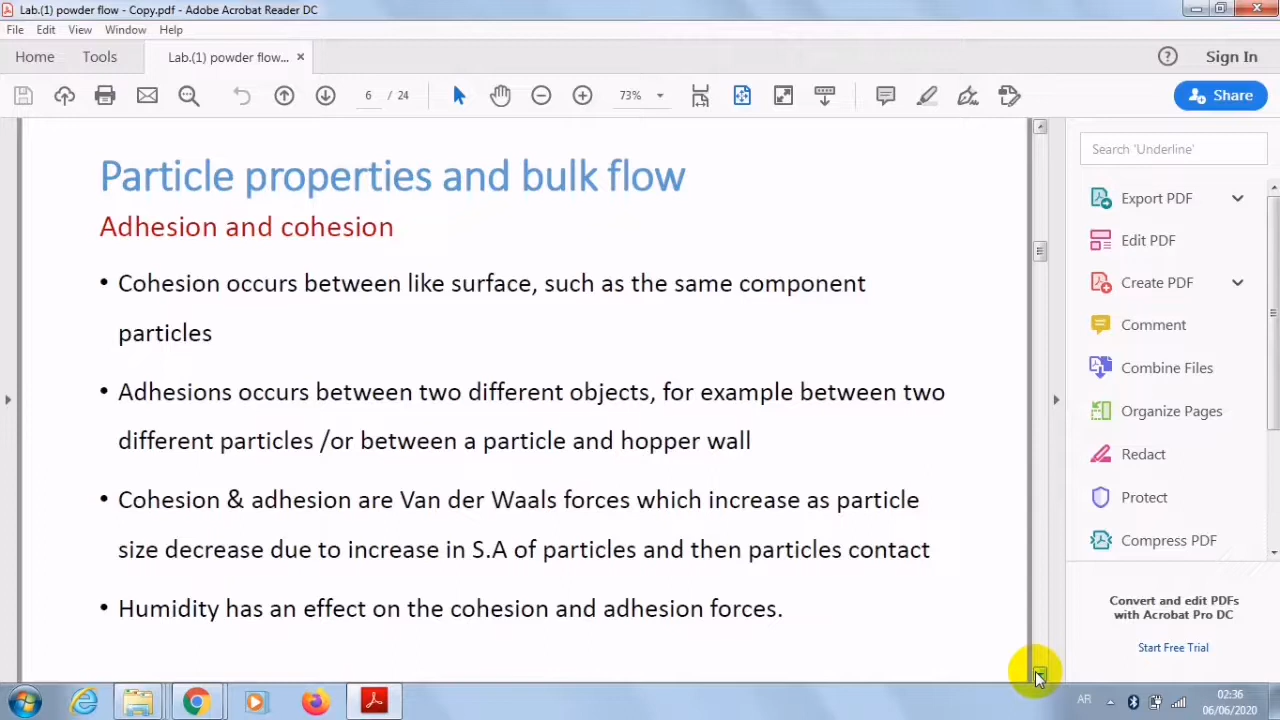 Lab.(1) powder flow - Copy.pdf - Adobe Acrobat Reader DC
File Edit View Window Help
Home Tools Lab.(1) powder flow... × ? Sign In
6 / 24 73% Share
Particle properties and bulk flow
Adhesion and cohesion
• Cohesion occurs between like surface, such as the same component
particles
• Adhesions occurs between two different objects, for example between two
different particles /or between a particle and hopper wall
• Cohesion & adhesion are Van der Waals forces which increase as particle
size decrease due to increase in S.A of particles and then particles contact
• Humidity has an effect on the cohesion and adhesion forces.
Search 'Underline'
Export PDF
Edit PDF
Create PDF
Comment
Combine Files
Organize Pages
Redact
Protect
Compress PDF
Convert and edit PDFs
with Acrobat Pro DC
Start Free Trial
AR 02:36
06/06/2020